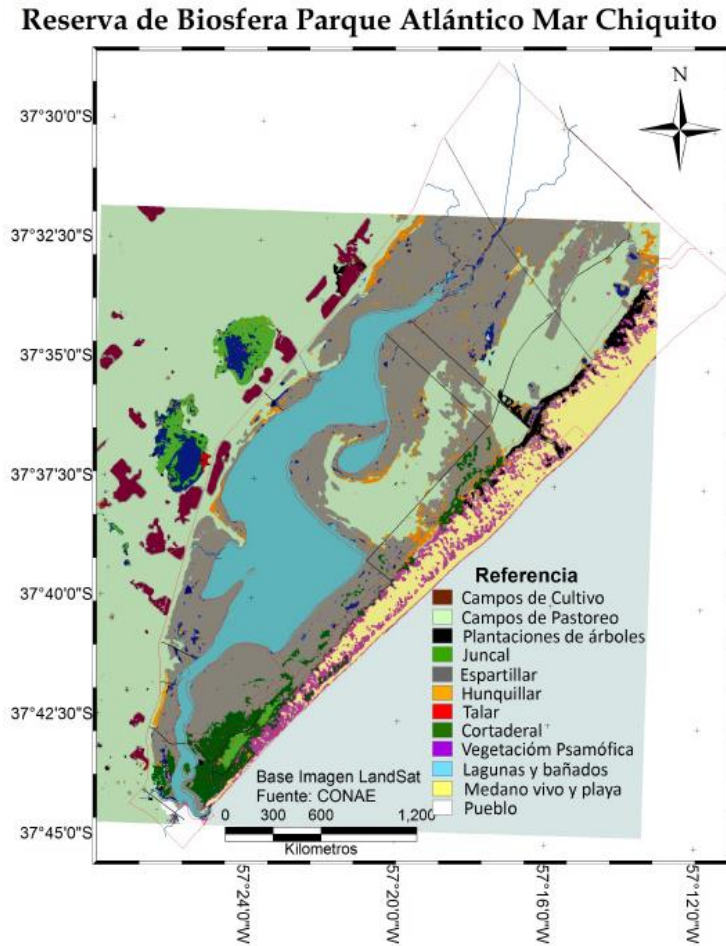 Reserva de Biosfera Parque Atlántico Mar Chiquito
N
37°30'0"S
37°32'30"S
37°35'0"S
37°37'30"S
37°40'0"S
37°42'30"S
37°45'0"S
Referencia
Campos de Cultivo
Campos de Pastoreo
Plantaciones de árboles
Juncal
Espartillar
Hunquillar
Talar
Cortaderal
Vegetacióm Psamófica
Lagunas y bañados
Medano vivo y playa
Pueblo
Base Imagen LandSat
Fuente: CONAE
0 300 600 1,200
Kilometros
57°24'0"W
57°20'0"W
57°16'0"W
57°12'0"W